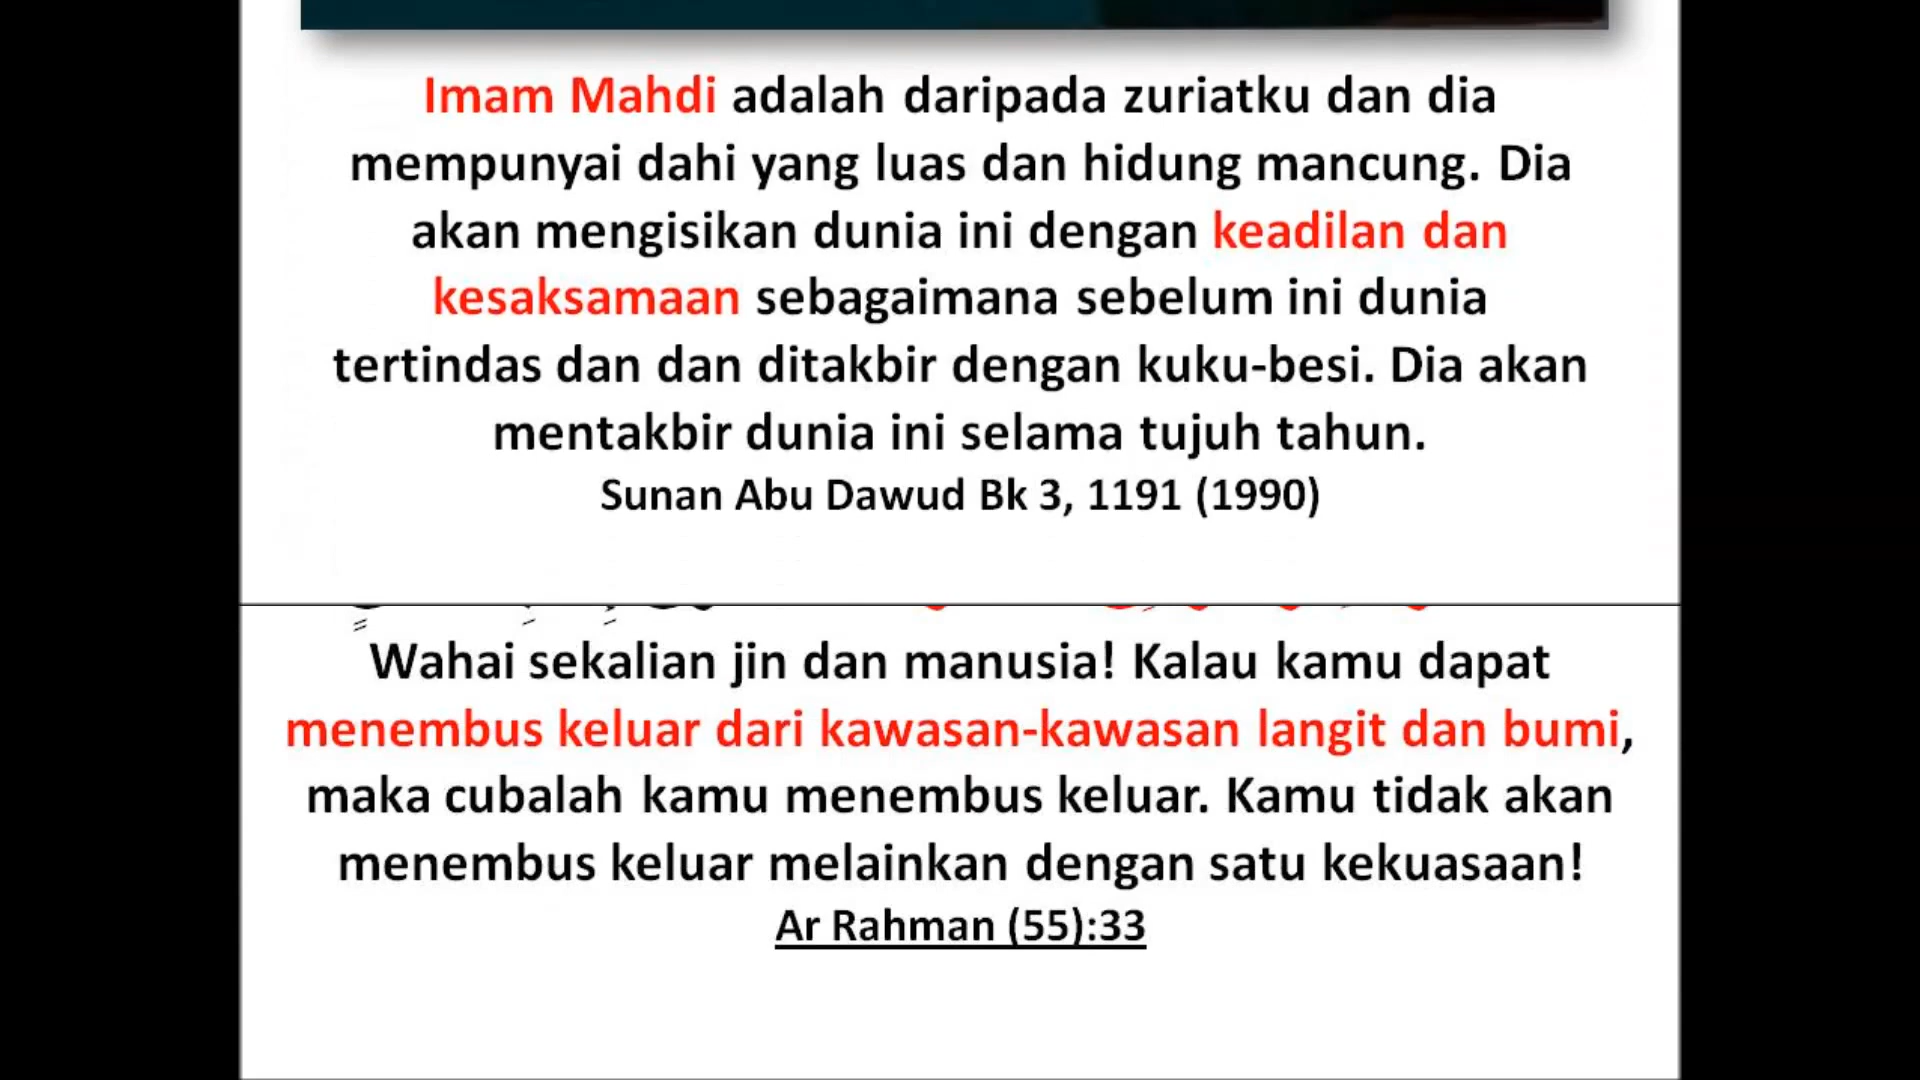 Imam Mahdi adalah daripada zuriatku dan dia
mempunyai dahi yang luas dan hidung mancung. Dia
akan mengisikan dunia ini dengan keadilan dan
kesaksamaan sebagaimana sebelum ini dunia
tertindas dan dan ditakbir dengan kuku-besi. Dia akan
mentakbir dunia ini selama tujuh tahun.
Sunan Abu Dawud Bk 3, 1191 (1990)
Wahai sekalian jin dan manusia! Kalau kamu dapat
menembus keluar dari kawasan-kawasan langit dan bumi,
maka cubalah kamu menembus keluar. Kamu tidak akan
menembus keluar melainkan dengan satu kekuasaan!
Ar Rahman (55):33